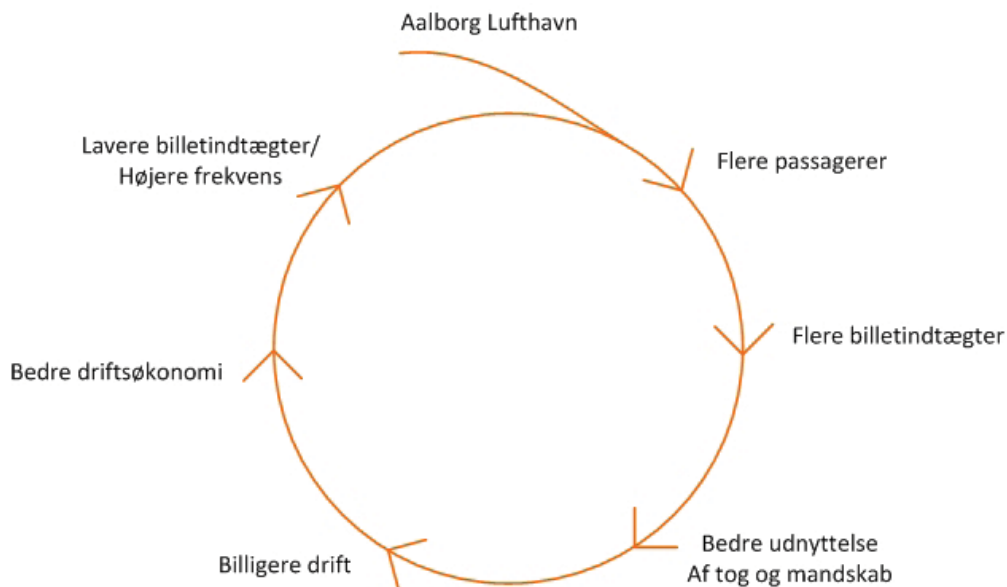 Aalborg Lufthavn
Flere passagerer
Flere billetindtægter
Bedre udnyttelse
Af tog og mandskab
Billigere drift
Bedre driftsøkonomi
Lavere billetindtægter/
Højere frekvens